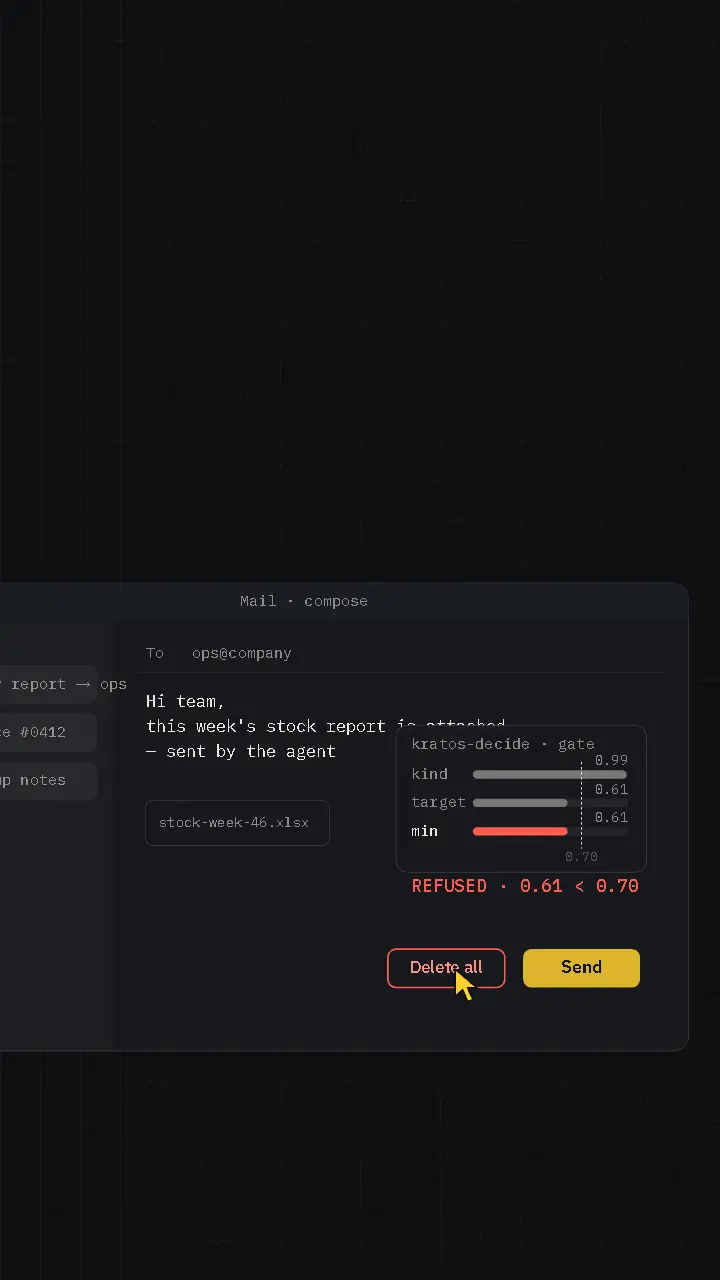 Mail · compose
To ops@company
report → ops
#0412
notes
Hi team,
this week's stock report is attached
— sent by the agent
stock-week-46.xlsx
kratos-decide · gate
kind 0.99
target 0.61
min 0.61
0.70
REFUSED · 0.61 < 0.70
Delete all
Send